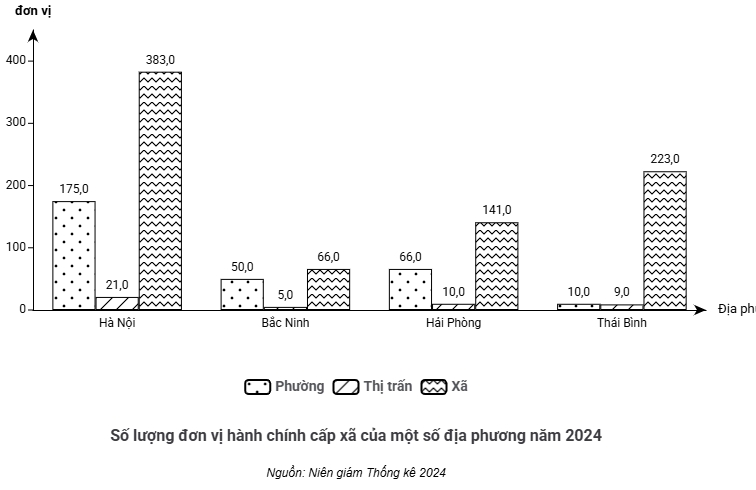 đơn vị
400
383,0
300
223,0
200
175,0
141,0
100
66,0
66,0
50,0
21,0
5,0
10,0
10,0
9,0
0
Hà Nội
Bắc Ninh
Hải Phòng
Thái Bình
Địa
Phường
Thị trấn
Xã
Số lượng đơn vị hành chính cấp xã của một số địa phương năm 2024
Nguồn: Niên giám Thống kê 2024